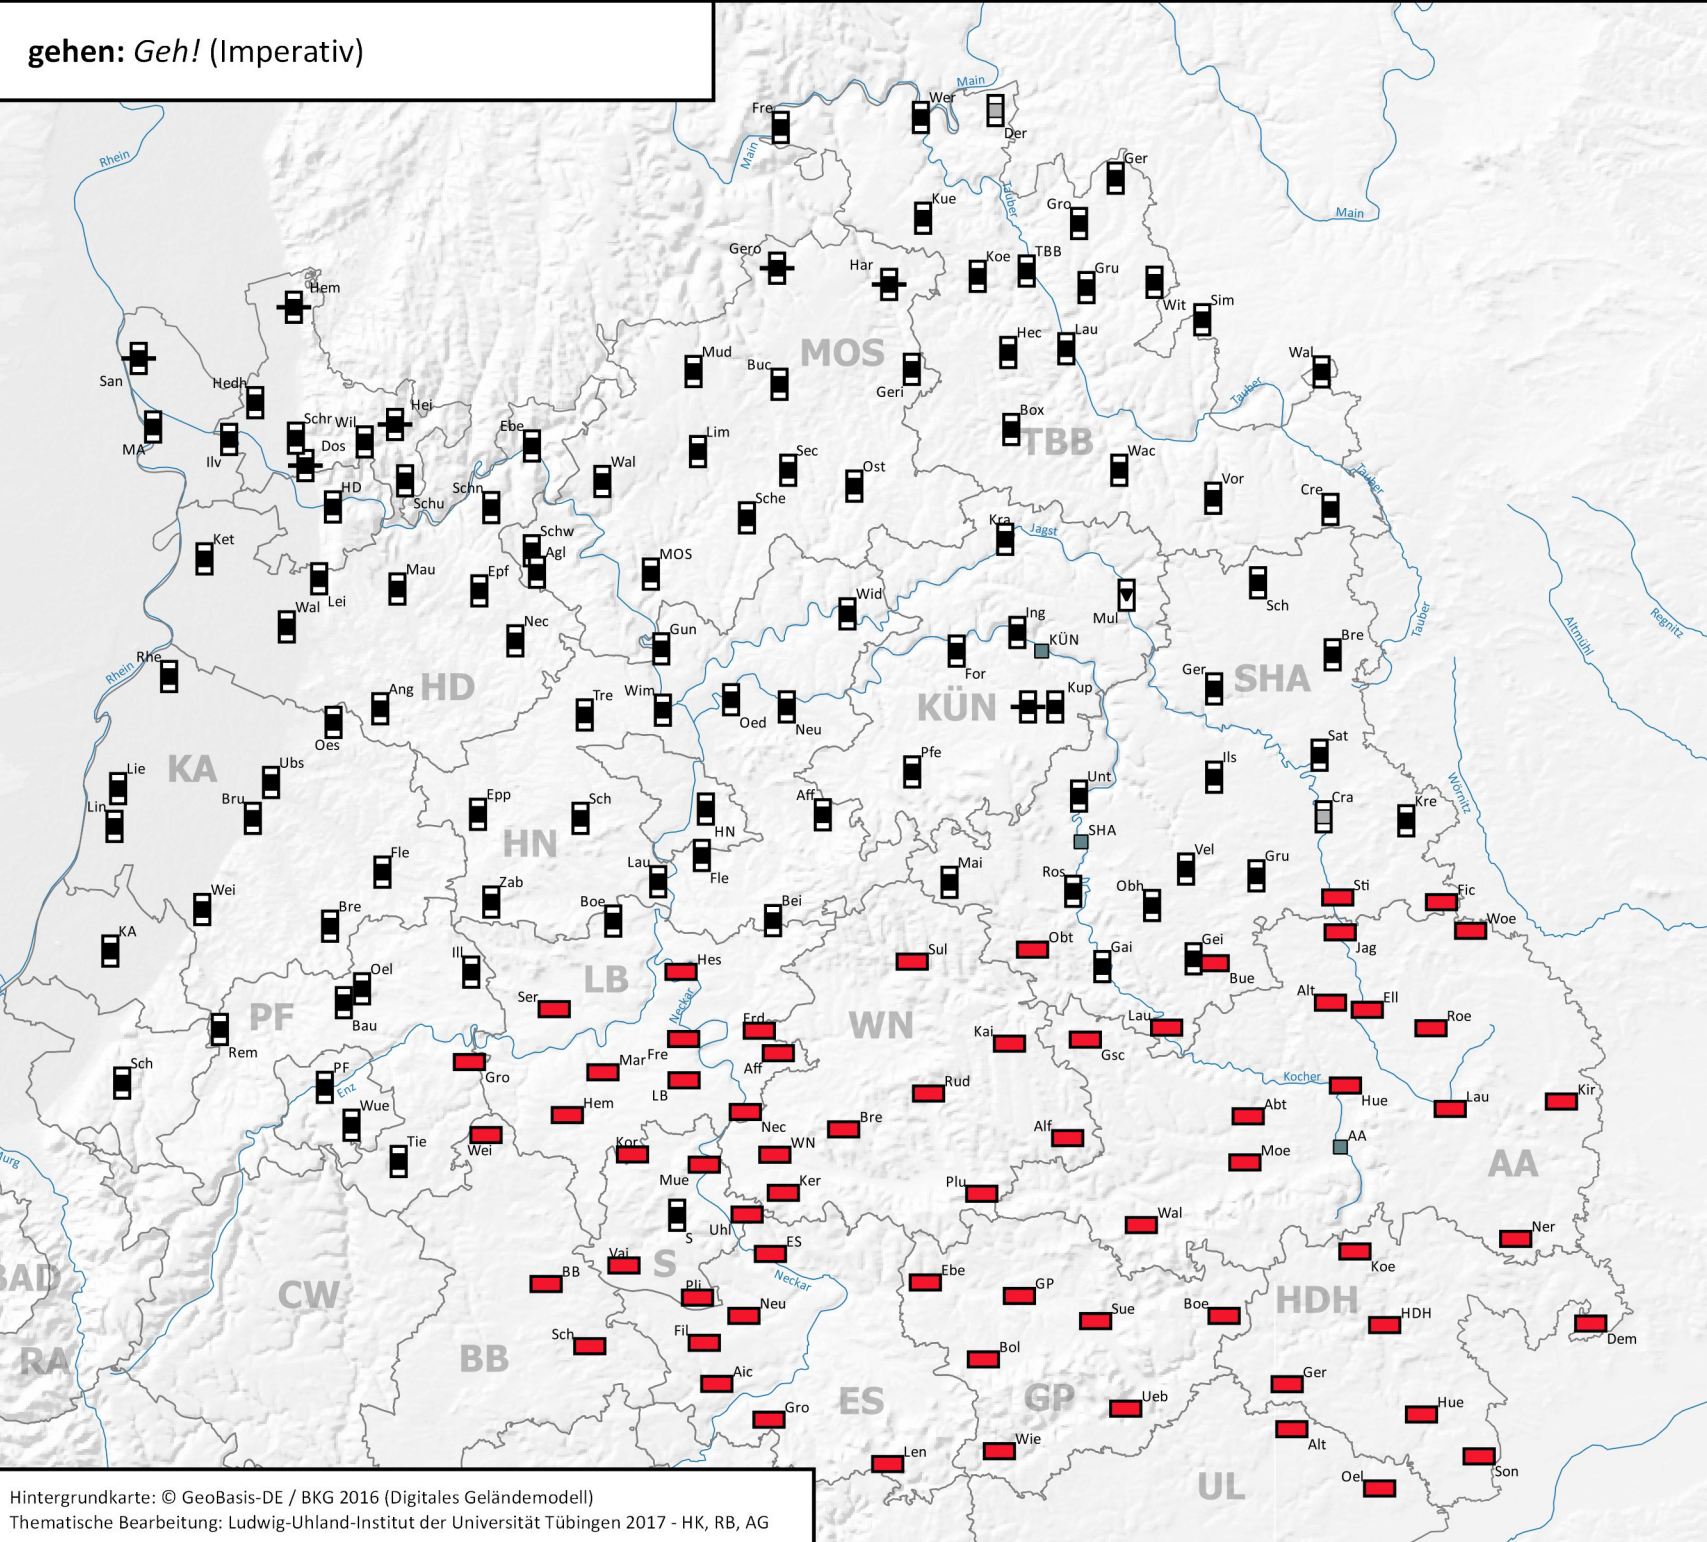 gehen: Geh! (Imperativ)
Main
Wer
Fre
Der
Rhein
Main
Ger
Tauber
Kue
Gro
Main
Gero
Har
Koe
TBB
Gru
Hem
Wit
Sim
MOS
Hec
Lau
Mud
Buc
Wal
San
Hedh
Geri
Tauber
Hei
Schr
Wil
Box
TBB
Ebe
Lim
MA
Dos
Ilv
Sec
Wac
Wal
Ost
Tauber
HD
Schn
Vor
Cre
Schu
Sche
Kra
Jagst
Ket
Schw
Agl
MOS
Mau
Epf
Wid
Lei
Sch
Wal
Ing
Mul
Tauber
Altmühl
Regnitz
Nec
Gun
KÜN
Bre
Rhe
For
Rhein
HD
Ger
SHA
Ang
Tre
Wim
KÜN
Kup
Oed
Neu
Oes
Sat
Pfe
Ils
KA
Ubs
Lie
Unt
Wörnitz
Lin
Bru
Epp
Sch
Aff
Cra
Kre
HN
SHA
HN
Fle
Lau
Mai
Vel
Gru
Fle
Ros
Zab
Obh
Sti
Fic
Wei
Bre
Boe
Bei
Woe
KA
Obt
Gei
Jag
Ill
Hes
Sul
Gai
Oel
LB
Bue
Ser
Neckar
Alt
Ell
PF
Bau
Erd
WN
Lau
Roe
Rem
Kai
Gsc
Mar
Fre
Aff
Sch
PF
Gro
Enz
LB
Rud
Kocher
Hue
Lau
Kir
Wue
Hem
Abt
Nec
Bre
Alf
Tie
Wei
Kor
WN
AA
Murg
Moe
AA
Mue
Ker
Plu
Wal
S
Uhl
Ner
ES
Vai
S
Koe
BAD
BB
Neckar
Ebe
GP
CW
Pli
Neu
HDH
Boe
Sue
HDH
Sch
Fil
Dem
BB
Bol
RA
Aic
Ger
ES
GP
Ueb
Gro
Hue
Wie
Alt
Len
Son
Oel
UL
Hintergrundkarte: © GeoBasis-DE / BKG 2016 (Digitales Geländemodell)
Thematische Bearbeitung: Ludwig-Uhland-Institut der Universität Tübingen 2017 - HK, RB, AG